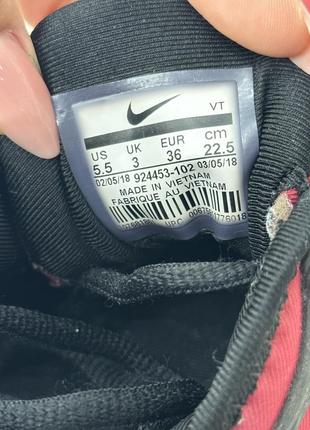 VT
US UK EUR cm
5.5 3 36 22.5
02/05/18 924453-102 03/05/18
MADE IN VIETNAM
FABRIQUE AU VIETNAM
UPC